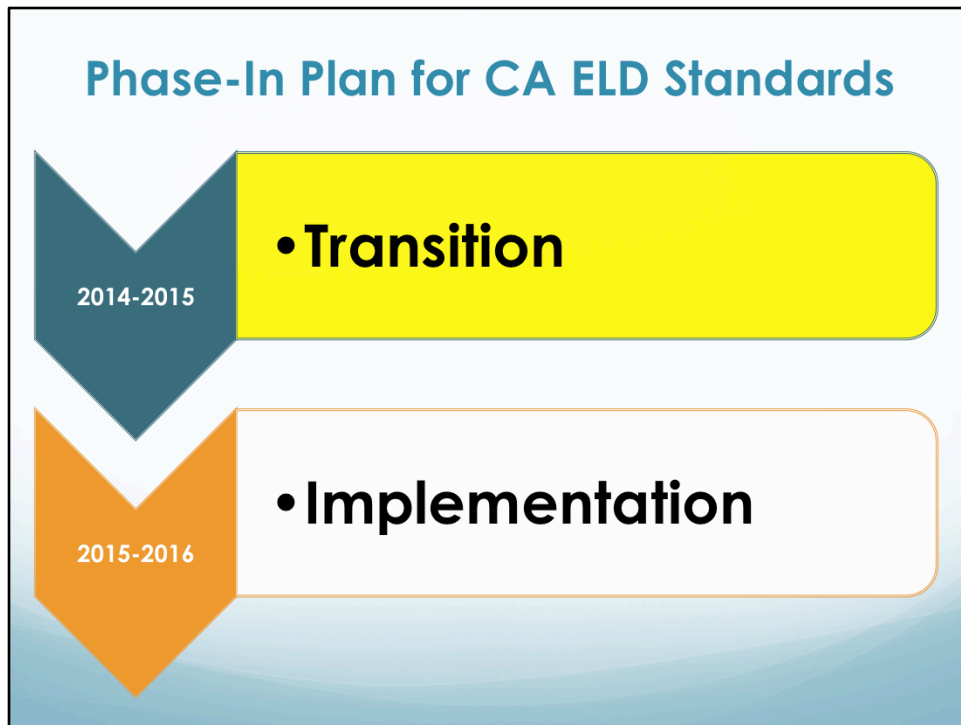 Phase-In Plan for CA ELD Standards
2014-2015
•Transition
2015-2016
•Implementation